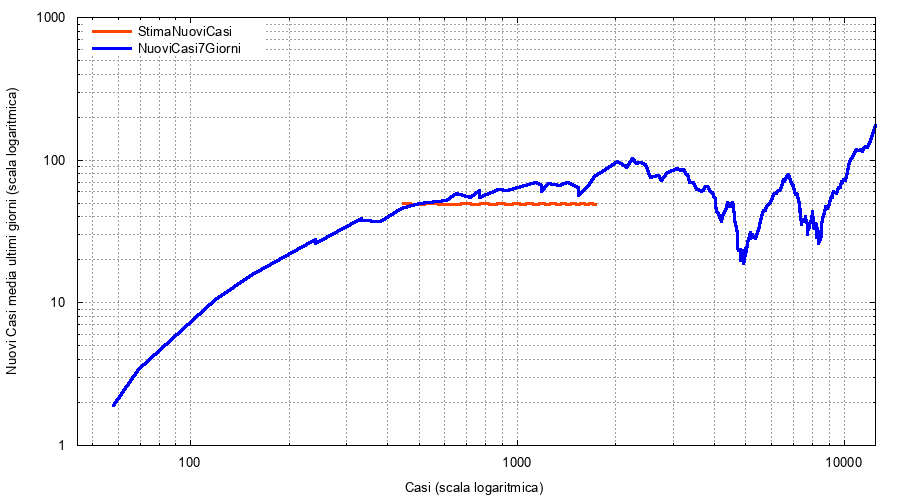 1000
StimaNuoviCasi
NuoviCasi7Giorni
100
10
1
Nuovi Casi media ultimi giorni (scala logaritmica)
100
1000
10000
Casi (scala logaritmica)